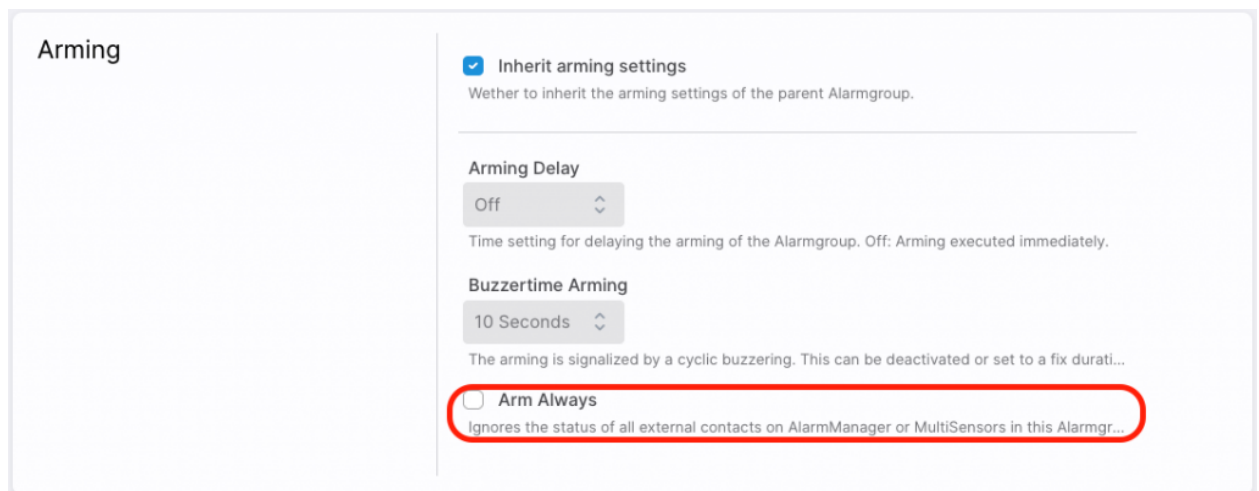 Arming
Inherit arming settings
Wether to inherit the arming settings of the parent Alarmgroup.
Arming Delay
Off
Time setting for delaying the arming of the Alarmgroup. Off: Arming executed immediately.
Buzzertime Arming
10 Seconds
The arming is signalized by a cyclic buzzering. This can be deactivated or set to a fix durati...
Arm Always
Ignores the status of all external contacts on AlarmManager or MultiSensors in this Alarmgr...